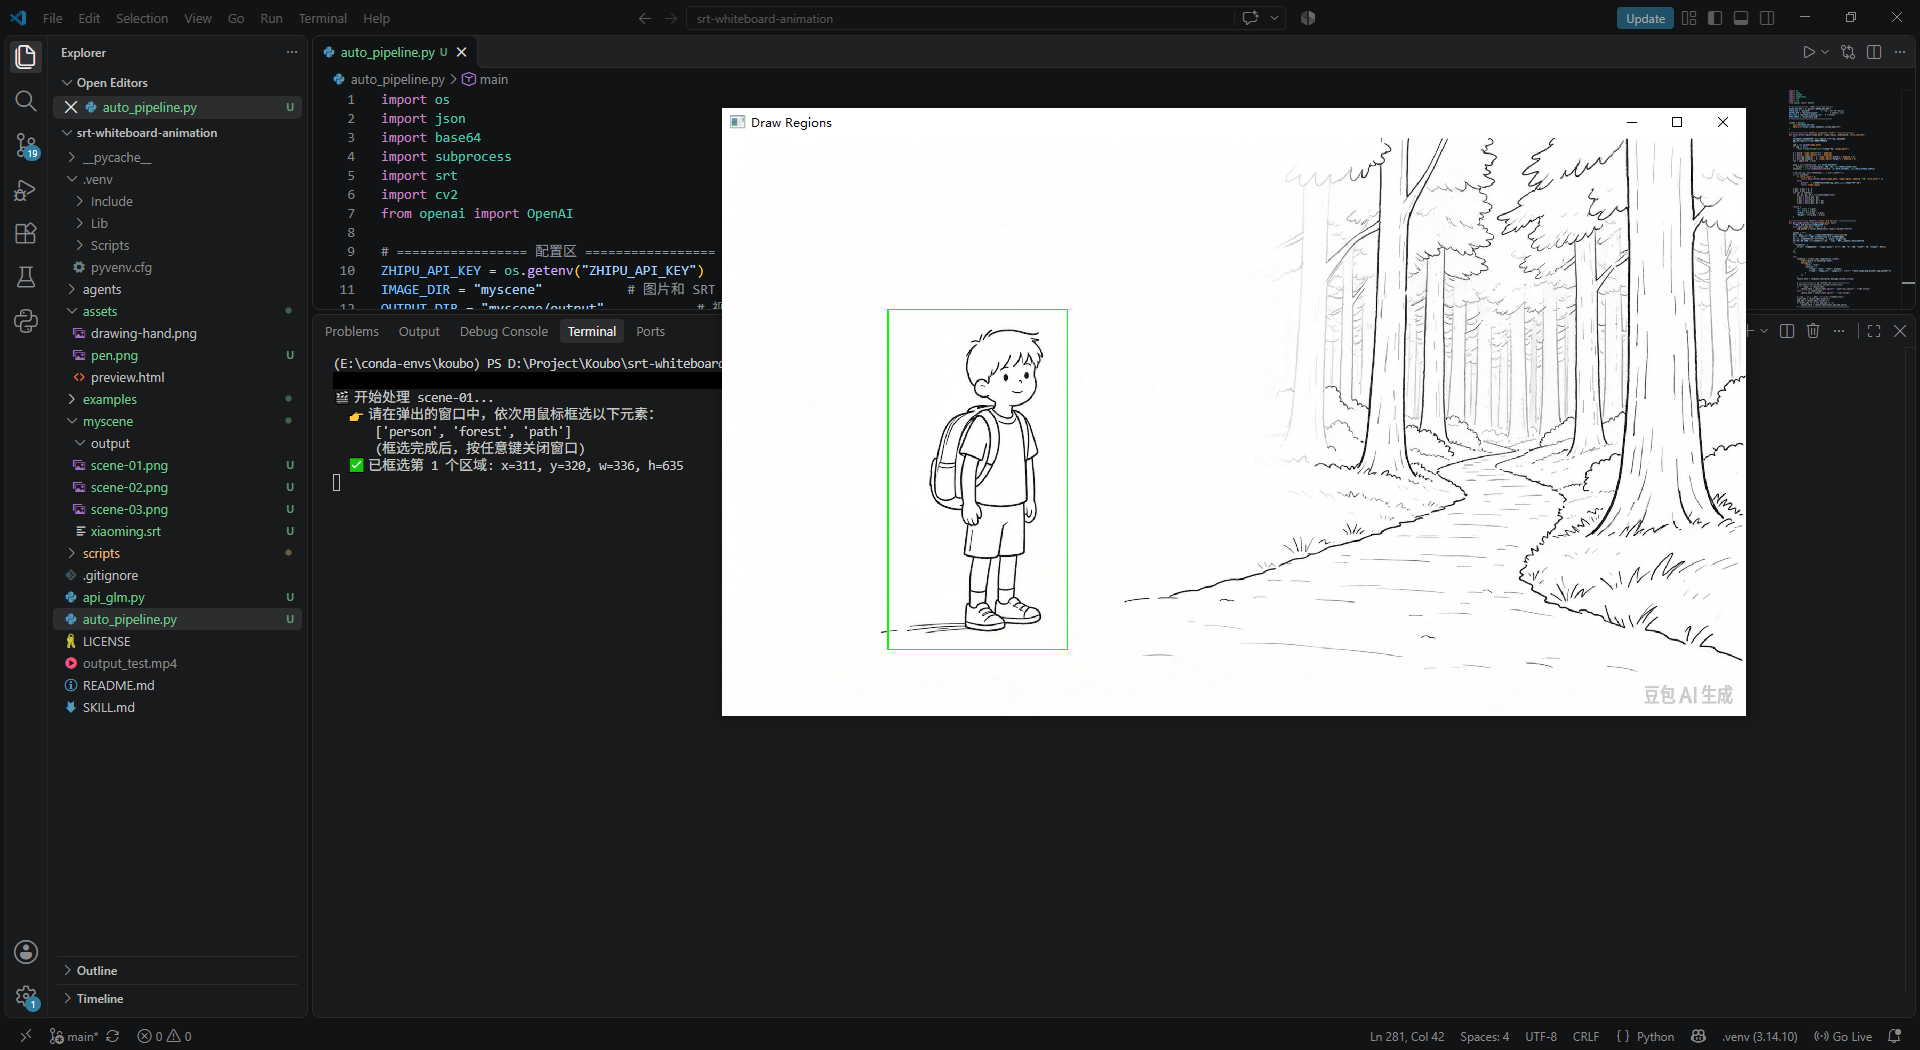 File Edit Selection View Go Run Terminal Help
srt-whiteboard-animation
Update
Explorer
Open Editors
auto_pipeline.py U
srt-whiteboard-animation
__pycache__
.venv
Include
Lib
Scripts
pyvenv.cfg
agents
assets
drawing-hand.png
pen.png U
preview.html
examples
myscene
output
scene-01.png U
scene-02.png U
scene-03.png U
xiaoming.srt U
scripts
.gitignore
api_glm.py U
auto_pipeline.py U
LICENSE
output_test.mp4
README.md
SKILL.md
Outline
Timeline
19
1
auto_pipeline.py U
auto_pipeline.py > main
1 import os
2 import json
3 import base64
4 import subprocess
5 import srt
6 import cv2
7 from openai import OpenAI
8
9 # ================= 配置区 =================
10 ZHIPU_API_KEY = os.getenv("ZHIPU_API_KEY")
11 IMAGE_DIR = "myscene" # 图片和 SRT
12 OUTPUT_DIR = "myscene/output" #
Problems Output Debug Console Terminal Ports
(E:\conda-envs\koubo) PS D:\Project\Koubo\srt-whiteboard
🎬 开始处理 scene-01...
👉 请在弹出的窗口中，依次用鼠标框选以下元素：
['person', 'forest', 'path']
(框选完成后，按任意键关闭窗口)
✅ 已框选第 1 个区域: x=311, y=320, w=336, h=635
Draw Regions
豆包 AI 生成
main* 0 0
Ln 281, Col 42 Spaces: 4 UTF-8 CRLF { } Python .venv (3.14.10) Go Live